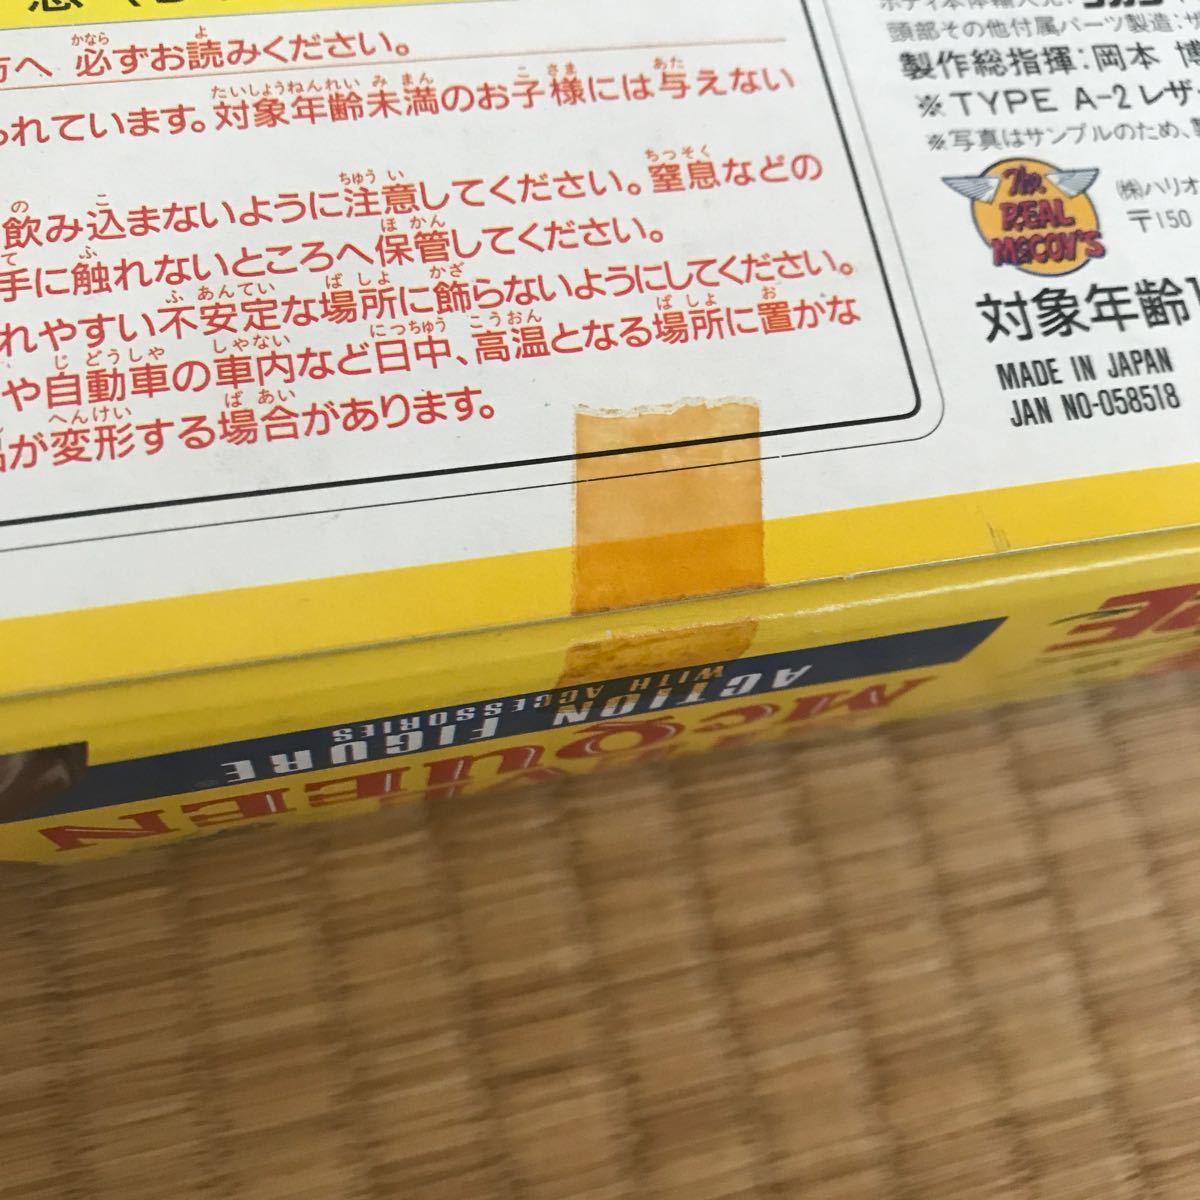 方へ 必ずお読みください。
られています。対象年齢未満のお子様には与えない
飲み込まないように注意してください。窒息などの
手に触れないところへ保管してください。
れやすい不安定な場所に飾らないようにしてください。
や自動車の車内など日中、高温となる場所に置かな
が変形する場合があります。
頭部その他付属パーツ製造：
製作総指揮：岡本 博
※TYPE A-2 レザ
※写真はサンプルのため、
The REAL McCOY'S
㈱ハリオ
〒150
対象年齢
MADE IN JAPAN
JAN NO-058518
McQUEEN
ACTION FIGURE
WITH ACCESSORIES